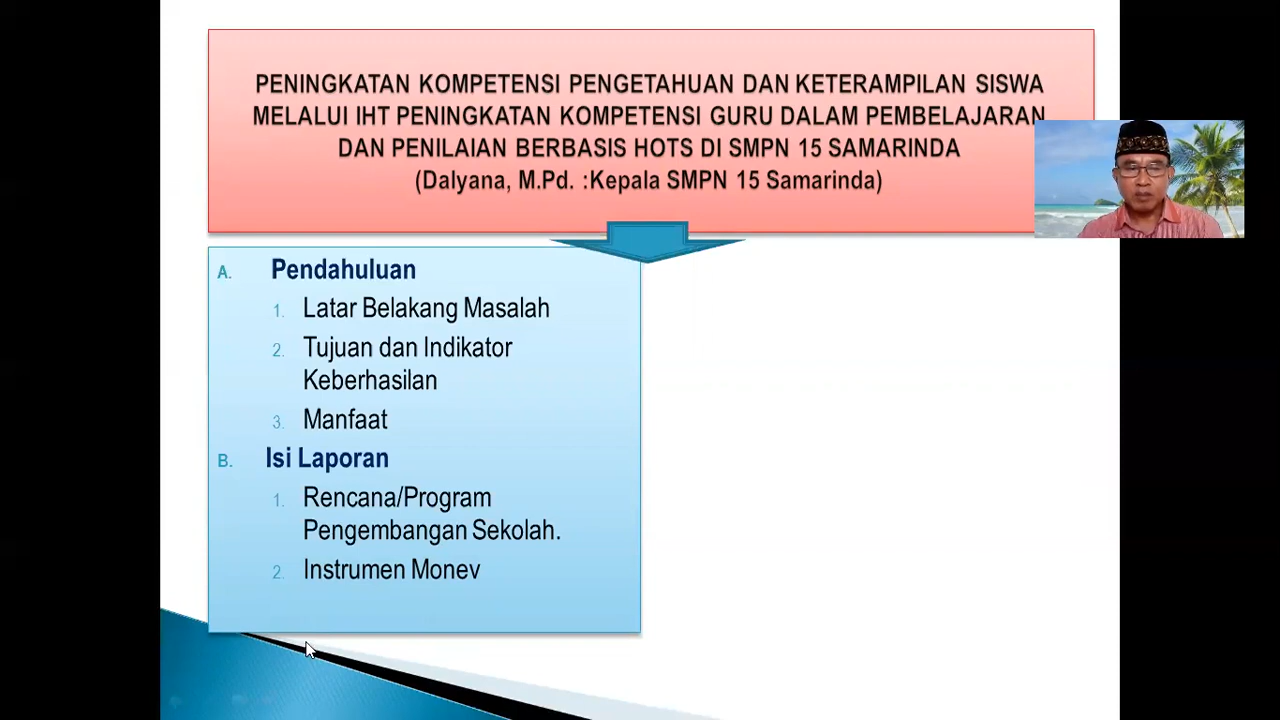 PENINGKATAN KOMPETENSI PENGETAHUAN DAN KETERAMPILAN SISWA
MELALUI IHT PENINGKATAN KOMPETENSI GURU DALAM PEMBELAJARAN
DAN PENILAIAN BERBASIS HOTS DI SMPN 15 SAMARINDA
(Dalyana, M.Pd. :Kepala SMPN 15 Samarinda)
A. Pendahuluan
1. Latar Belakang Masalah
2. Tujuan dan Indikator
Keberhasilan
3. Manfaat
B. Isi Laporan
1. Rencana/Program
Pengembangan Sekolah.
2. Instrumen Monev